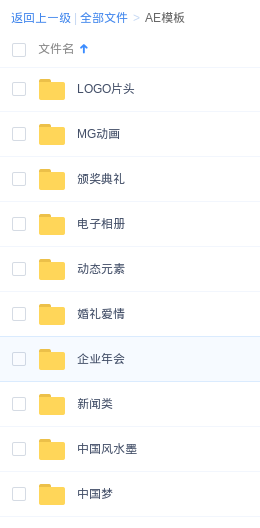 返回上一级 | 全部文件 > AE模板
文件名
LOGO片头
MG动画
颁奖典礼
电子相册
动态元素
婚礼爱情
企业年会
新闻类
中国风水墨
中国梦